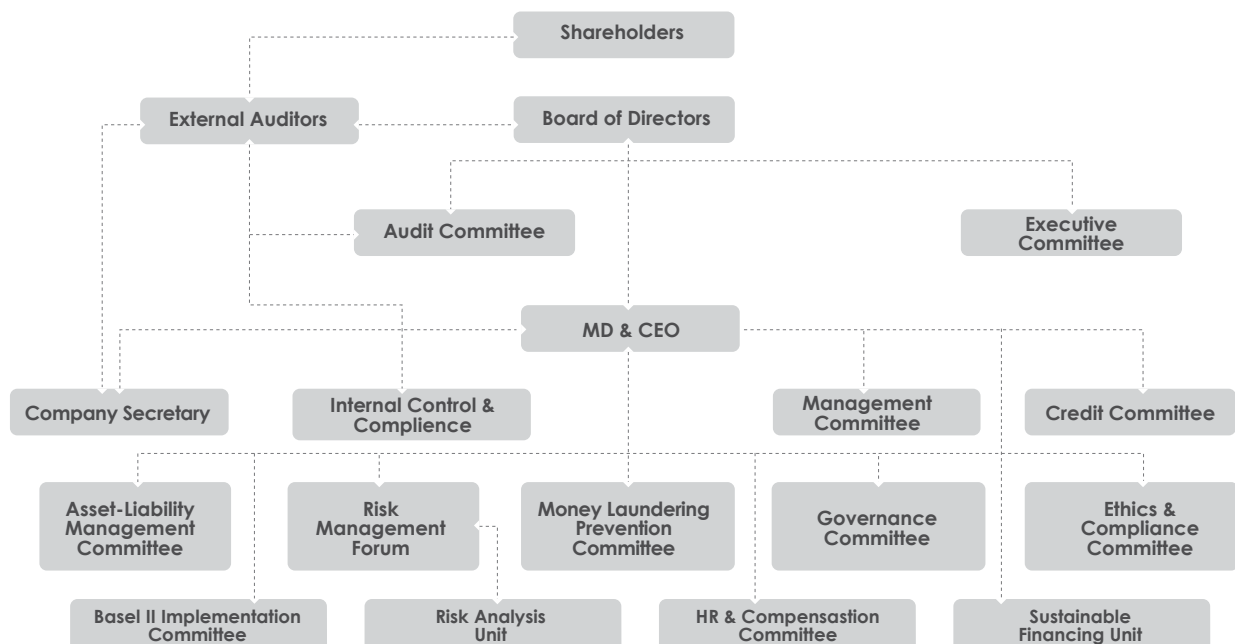 Shareholders
External Auditors
Board of Directors
Audit Committee
Executive
Committee
MD & CEO
Company Secretary
Internal Control &
Complience
Management
Committee
Credit Committee
Asset-Liability
Management
Committee
Risk
Management
Forum
Money Laundering
Prevention
Committee
Governance
Committee
Ethics &
Compliance
Committee
Basel II Implementation
Committee
Risk Analysis
Unit
HR & Compensastion
Committee
Sustainable
Financing Unit